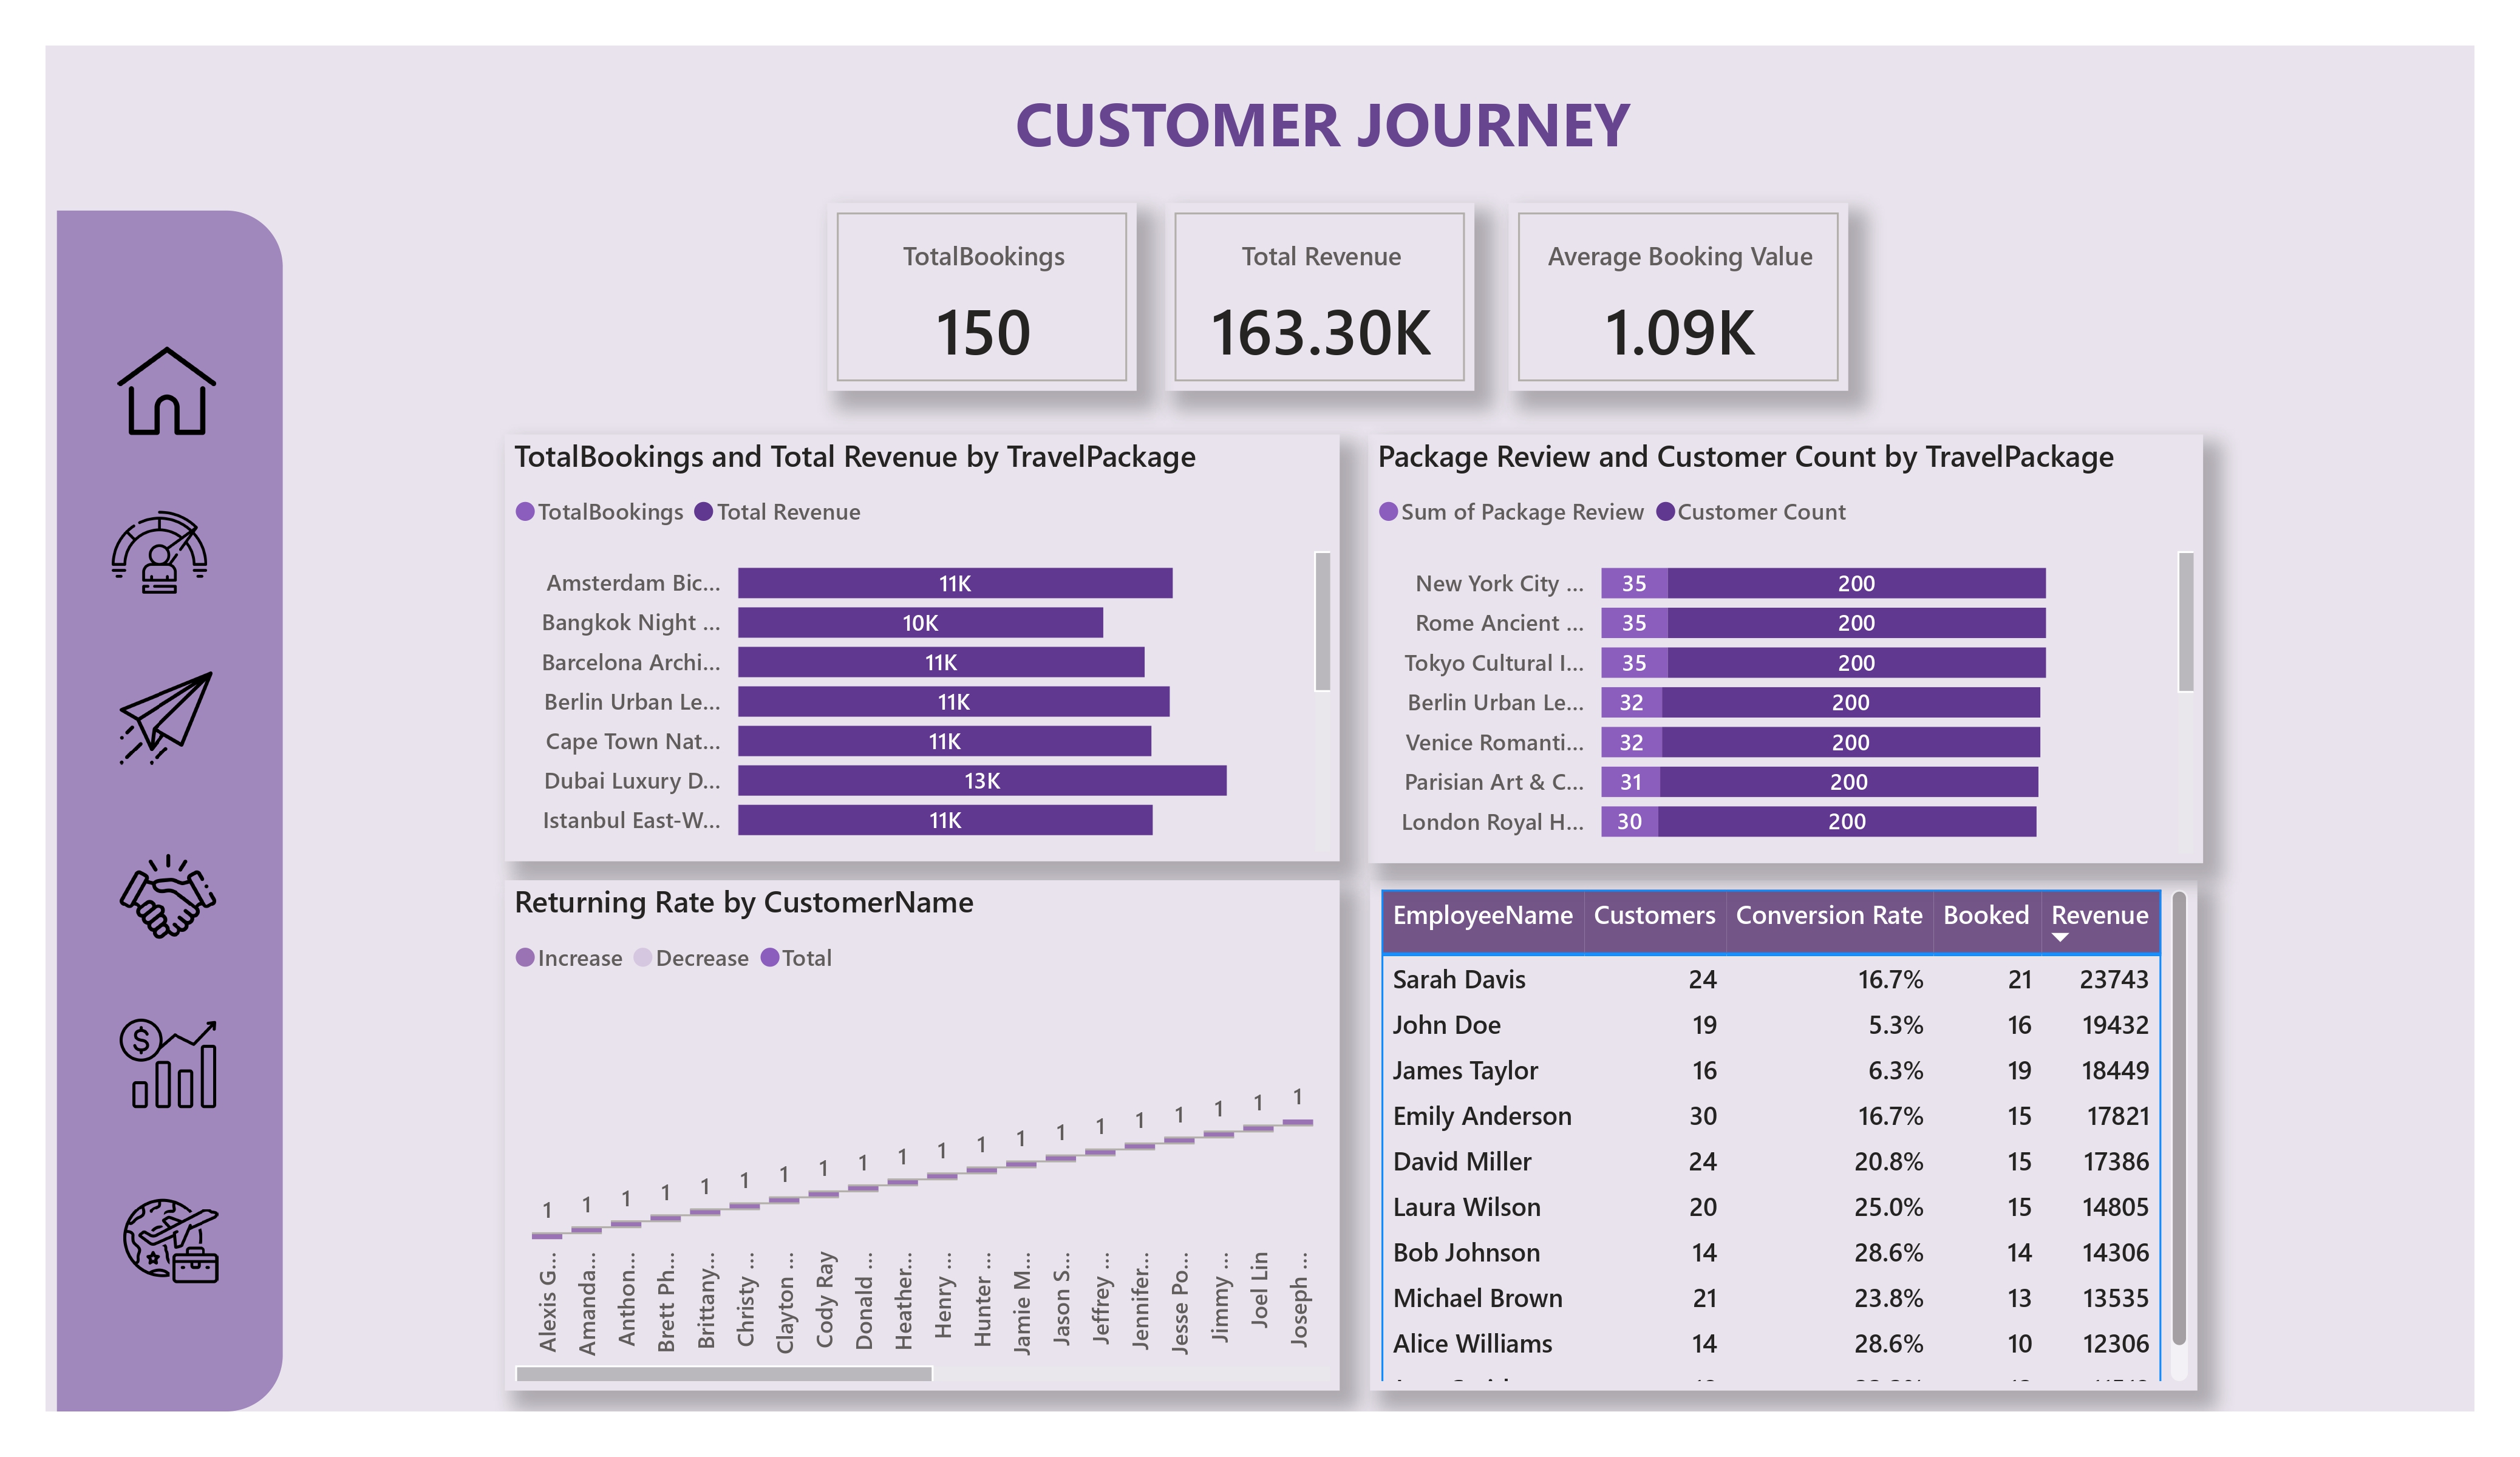 CUSTOMER JOURNEY
TotalBookings
150
Total Revenue
163.30K
Average Booking Value
1.09K
TotalBookings and Total Revenue by TravelPackage
TotalBookings Total Revenue
Amsterdam Bic... 11K
Bangkok Night ... 10K
Barcelona Archi... 11K
Berlin Urban Le... 11K
Cape Town Nat... 11K
Dubai Luxury D... 13K
Istanbul East-W... 11K
Package Review and Customer Count by TravelPackage
Sum of Package Review Customer Count
New York City ... 35 200
Rome Ancient ... 35 200
Tokyo Cultural I... 35 200
Berlin Urban Le... 32 200
Venice Romanti... 32 200
Parisian Art & C... 31 200
London Royal H... 30 200
Returning Rate by CustomerName
Increase Decrease Total
1 1 1 1 1 1 1 1 1 1 1 1 1 1 1 1 1 1 1 1
Alexis G...
Amanda...
Anthon...
Brett Ph...
Brittany...
Christy ...
Clayton ...
Cody Ray
Donald ...
Heather...
Henry ...
Hunter ...
Jamie M...
Jason S...
Jeffrey ...
Jennifer...
Jesse Po...
Jimmy ...
Joel Lin
Joseph ...
EmployeeName Customers Conversion Rate Booked Revenue
Sarah Davis 24 16.7% 21 23743
John Doe 19 5.3% 16 19432
James Taylor 16 6.3% 19 18449
Emily Anderson 30 16.7% 15 17821
David Miller 24 20.8% 15 17386
Laura Wilson 20 25.0% 15 14805
Bob Johnson 14 28.6% 14 14306
Michael Brown 21 23.8% 13 13535
Alice Williams 14 28.6% 10 12306